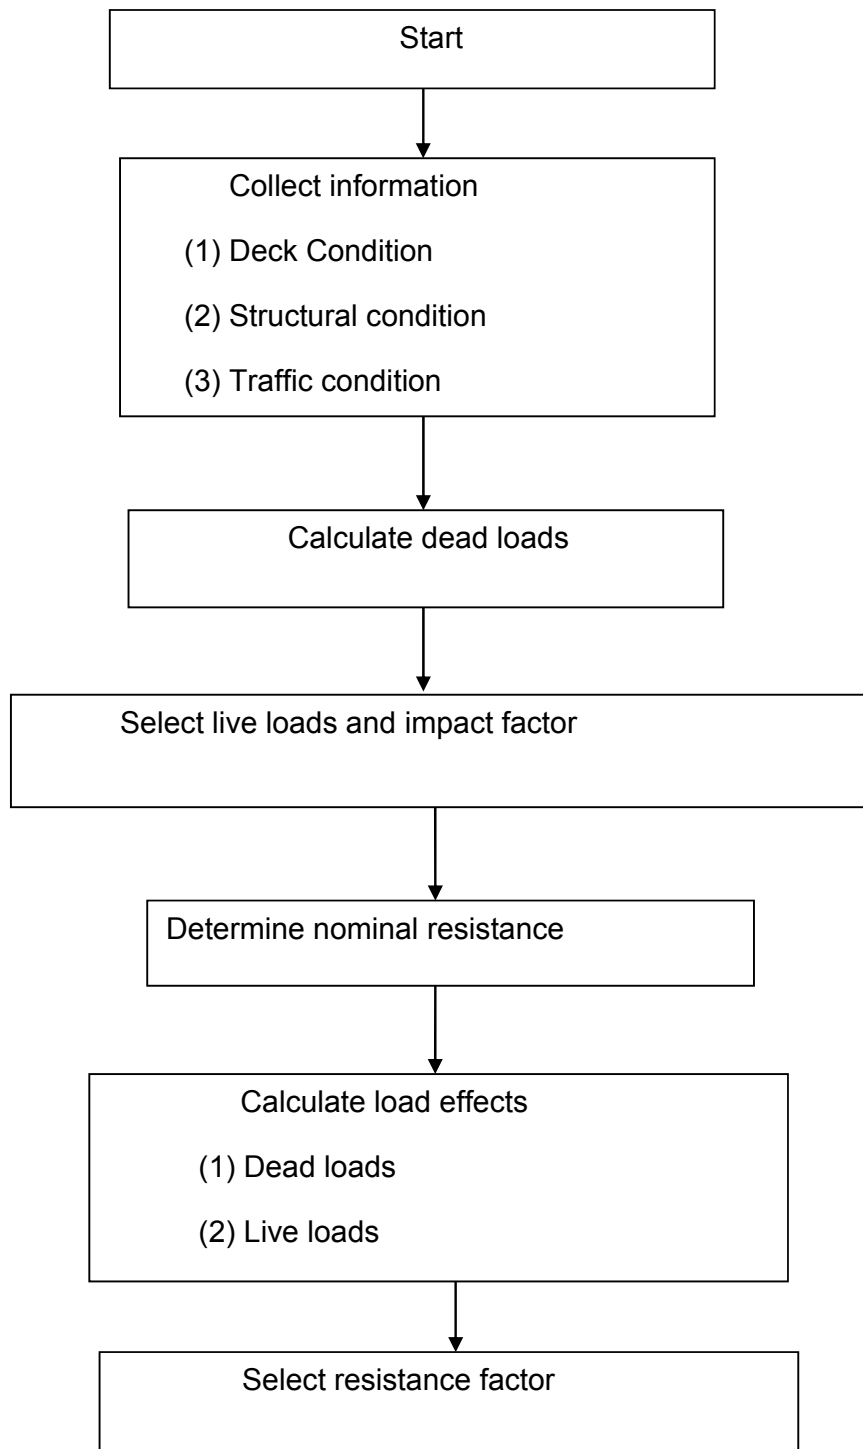 Start
Collect information
(1) Deck Condition
(2) Structural condition
(3) Traffic condition
Calculate dead loads
Select live loads and impact factor
Determine nominal resistance
Calculate load effects
(1) Dead loads
(2) Live loads
Select resistance factor